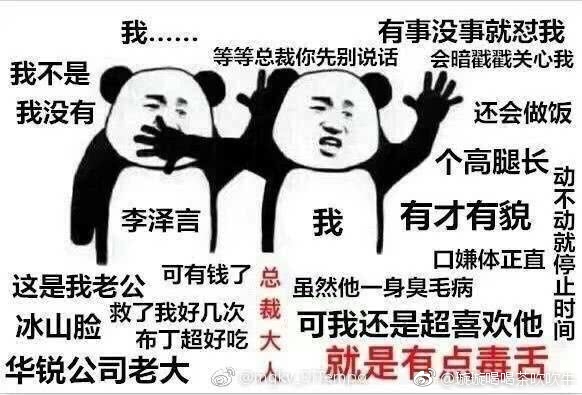 我……
有事没事就怼我
等等总裁你先别说话
会暗戳戳关心我
我不是
我没有
还会做饭
个高腿长
动不动就停止时间
李泽言
我
有才有貌
口嫌体正直
这是我老公
可有钱了
总裁大人
虽然他一身臭毛病
冰山脸
救了我好几次
布丁超好吃
可我还是超喜欢他
华锐公司老大
就是有点毒舌